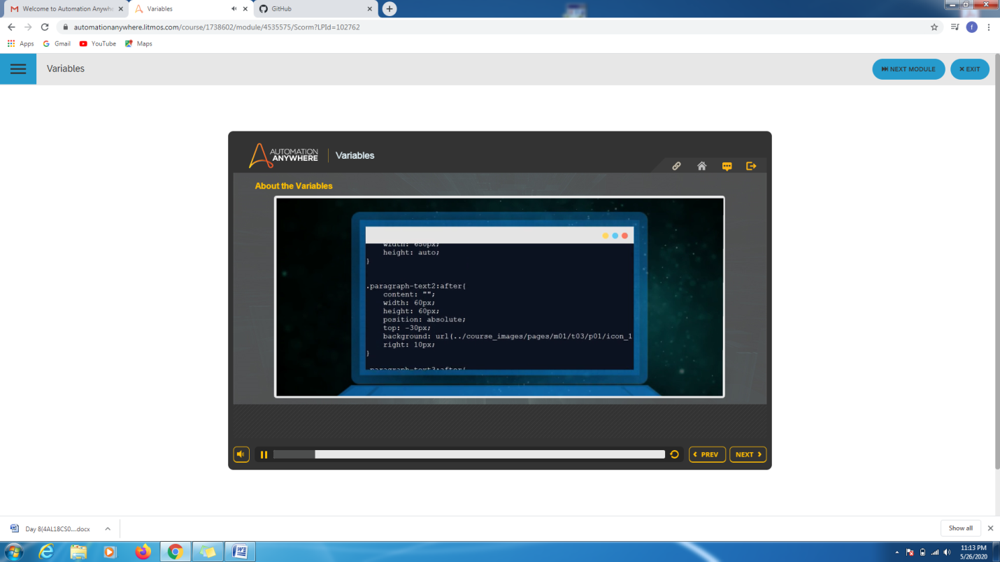 Welcome to Automation Anywhe
Variables
GitHub
automationanywhere.litmos.com/course/1738602/module/4535575/Scorm?LPId=102762
f
Apps
Gmail
YouTube
Maps
Variables
NEXT MODULE
× EXIT
AUTOMATION
ANYWHERE
Variables
About the Variables
width: 650px;
height: auto;
}
.paragraph-text2:after{
content: "";
width: 60px;
height: 60px;
position: absolute;
top: -30px;
background: url(../course_images/pages/m01/t03/p01/icon_1
right: 10px;
}
.paragraph-text3:after{
PREV
NEXT
Day 8(4AL18CS0....docx
Show all
11:13 PM
5/26/2020